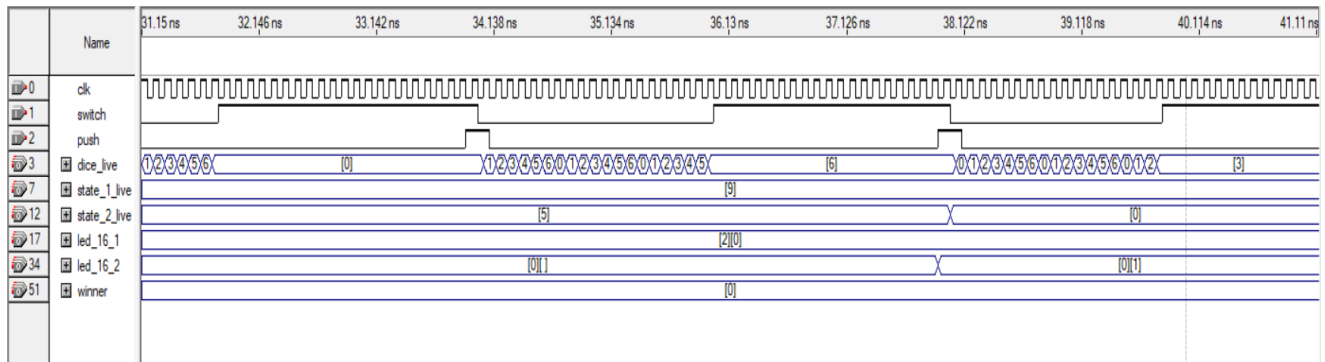 31.15 ns 32.146 ns 33.142 ns 34.138 ns 35.134 ns 36.13 ns 37.126 ns 38.122 ns 39.118 ns 40.114 ns 41.11 ns
Name
0 clk
1 switch
2 push
3 dice_live 1 2 3 4 5 6 [0] 1 2 3 4 5 6 0 1 2 3 4 5 6 0 1 2 3 4 5 [6] 0 1 2 3 4 5 6 0 1 2 3 4 5 6 0 1 2 [3]
7 state_1_live [9]
12 state_2_live [5] [0]
17 led_16_1 [2][0]
34 led_16_2 [0][ ] [0][1]
51 winner [0]